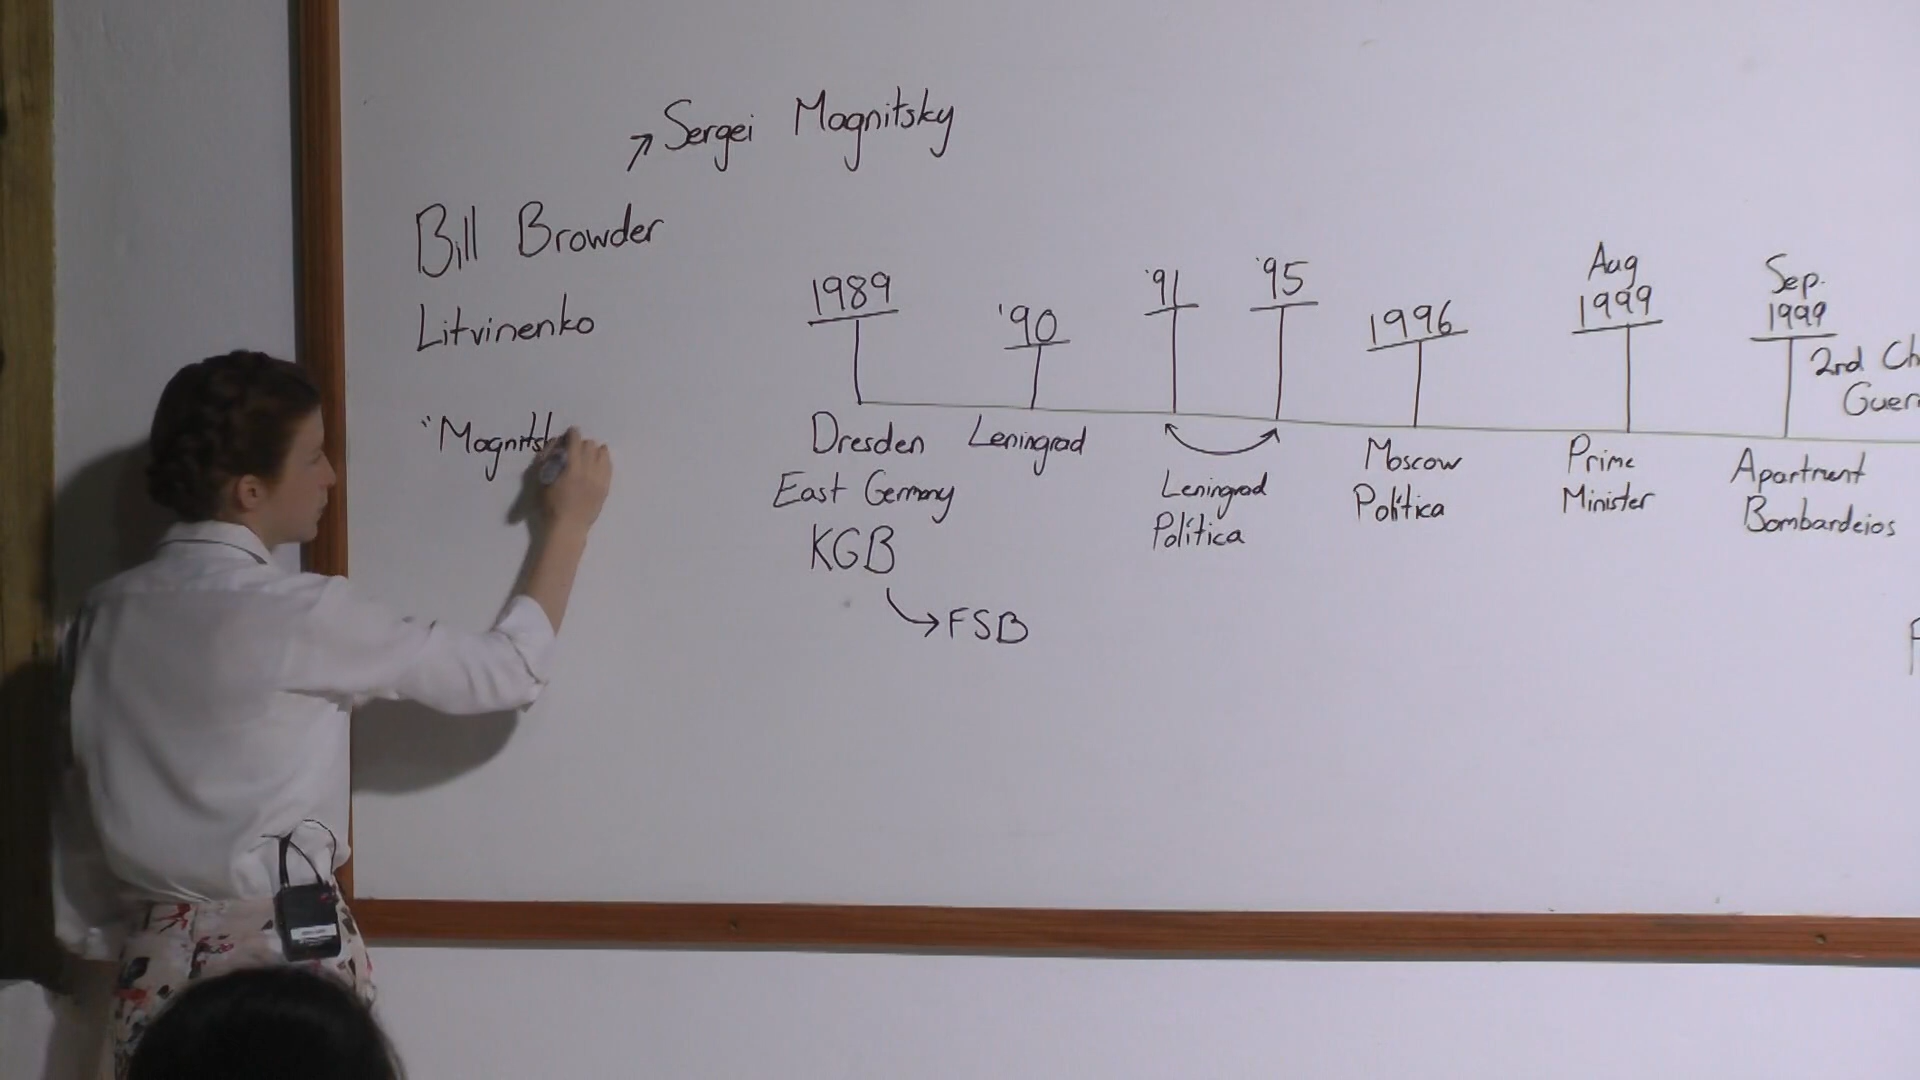 Sergei Magnitsky
Bill Browder
Litvinenko
"Magnitsk
1989
Dresden
East Germany
KGB
FSB
'90
Leningrad
'91
'95
Leningrad
Política
1996
Moscow
Política
Aug
1999
Prime
Minister
Sep.
1999
Apartment
Bombardeios
2nd Ch
Guer